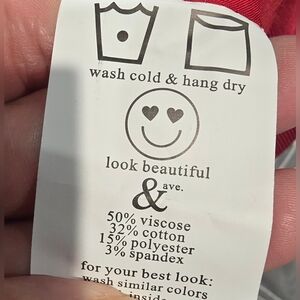 wash cold & hang dry
look beautiful
& ave.
50% viscose
32% cotton
15% polyester
3% spandex
for your best look:
wash similar colors
inside